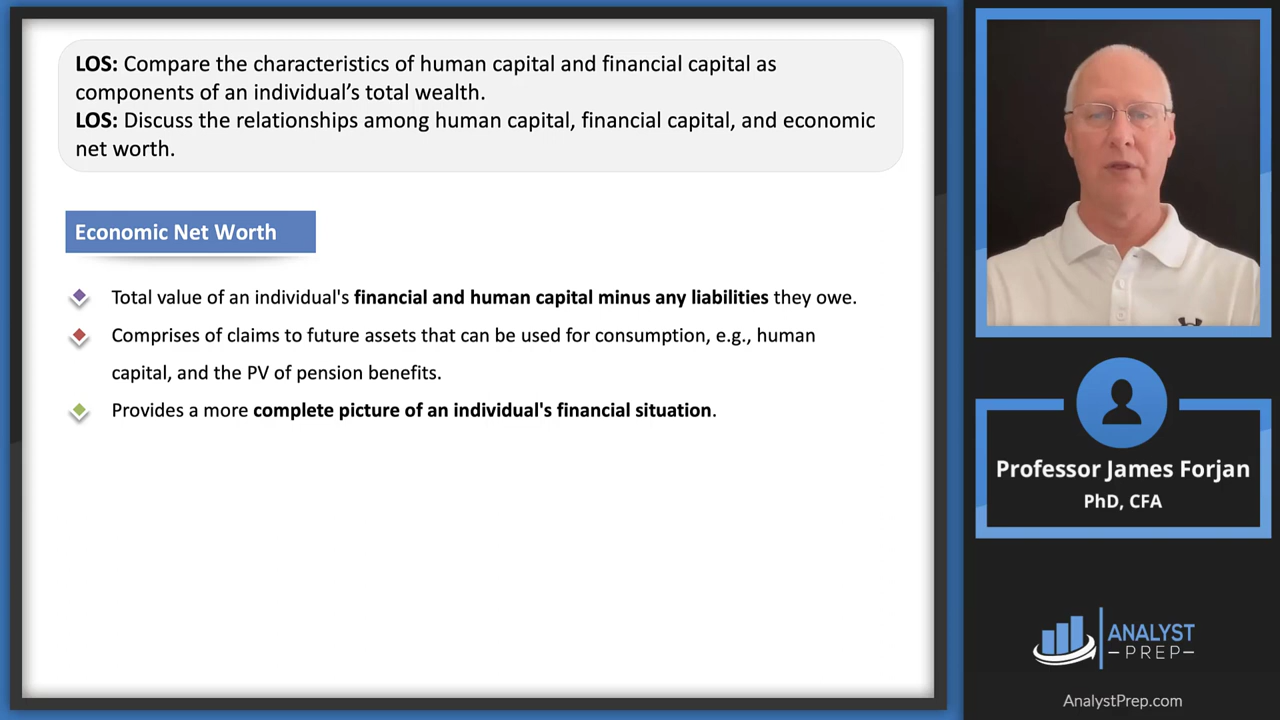 LOS: Compare the characteristics of human capital and financial capital as
components of an individual’s total wealth.
LOS: Discuss the relationships among human capital, financial capital, and economic
net worth.
Economic Net Worth
Total value of an individual's financial and human capital minus any liabilities they owe.
Comprises of claims to future assets that can be used for consumption, e.g., human
capital, and the PV of pension benefits.
Provides a more complete picture of an individual's financial situation.
Professor James Forjan
PhD, CFA
ANALYST
–PREP–
AnalystPrep.com